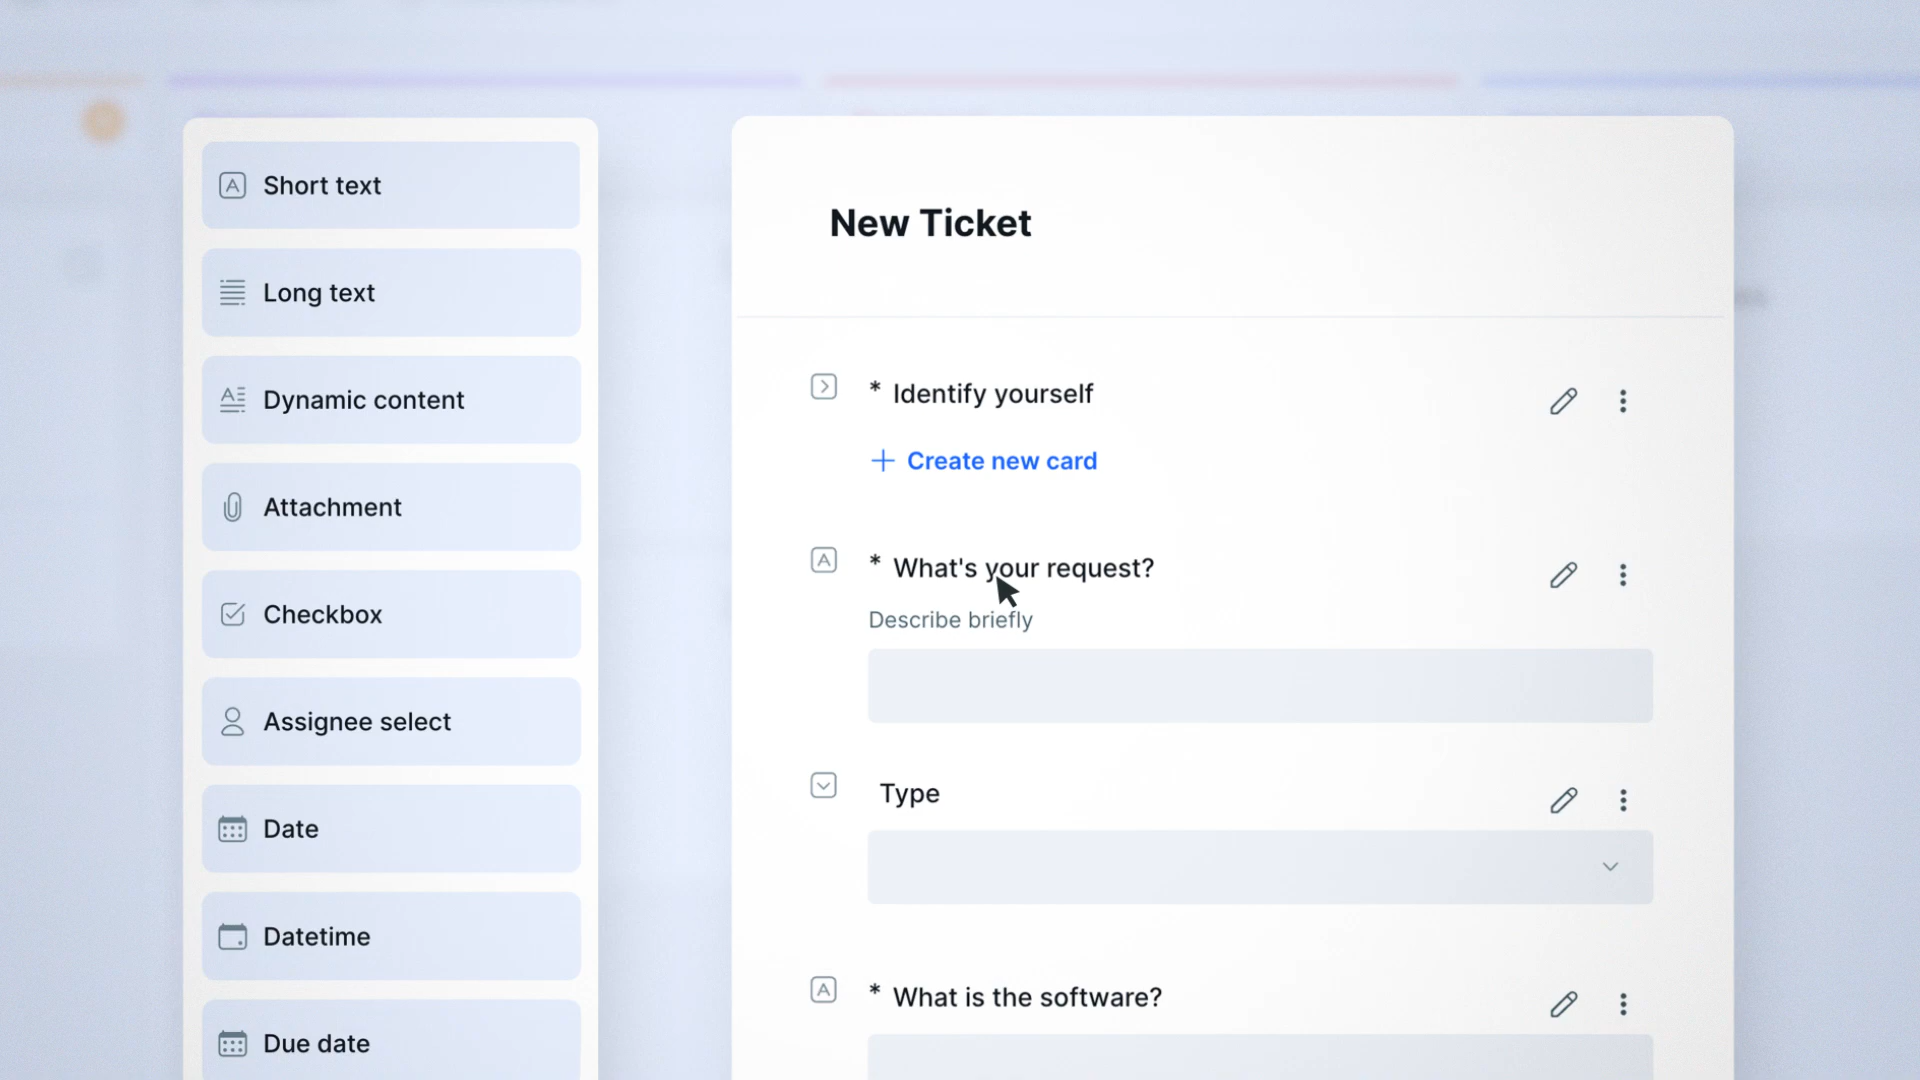 Short text
Long text
Dynamic content
Attachment
Checkbox
Assignee select
Date
Datetime
Due date
New Ticket
* Identify yourself
+ Create new card
* What's your request?
Describe briefly
Type
* What is the software?